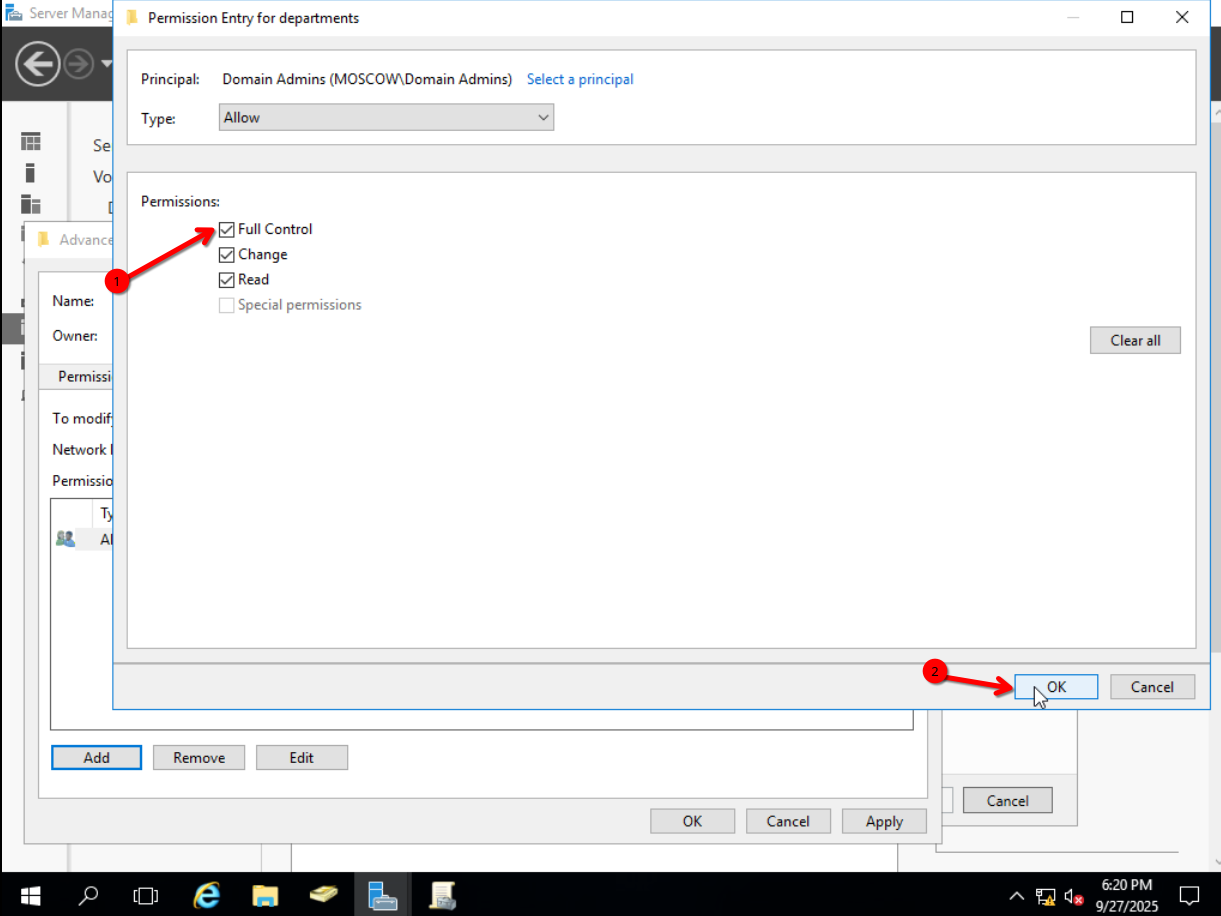 Server Manag
Permission Entry for departments
Principal: Domain Admins (MOSCOW\Domain Admins) Select a principal
Type: Allow
Se
Vo
Permissions:
Full Control
Change
Read
Special permissions
Clear all
1
Advance
Name:
Owner:
Permissi
To modify
Network
Permissio
Ty
Al
2
OK Cancel
Add Remove Edit
Cancel
OK Cancel Apply
6:20 PM
9/27/2025